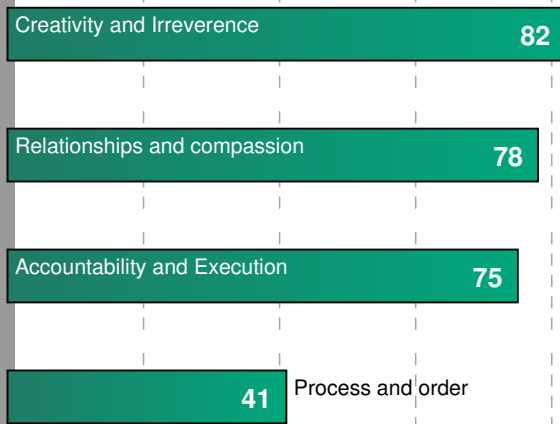 Creativity and Irreverence
82
Relationships and compassion
78
Accountability and Execution
75
41
Process and order